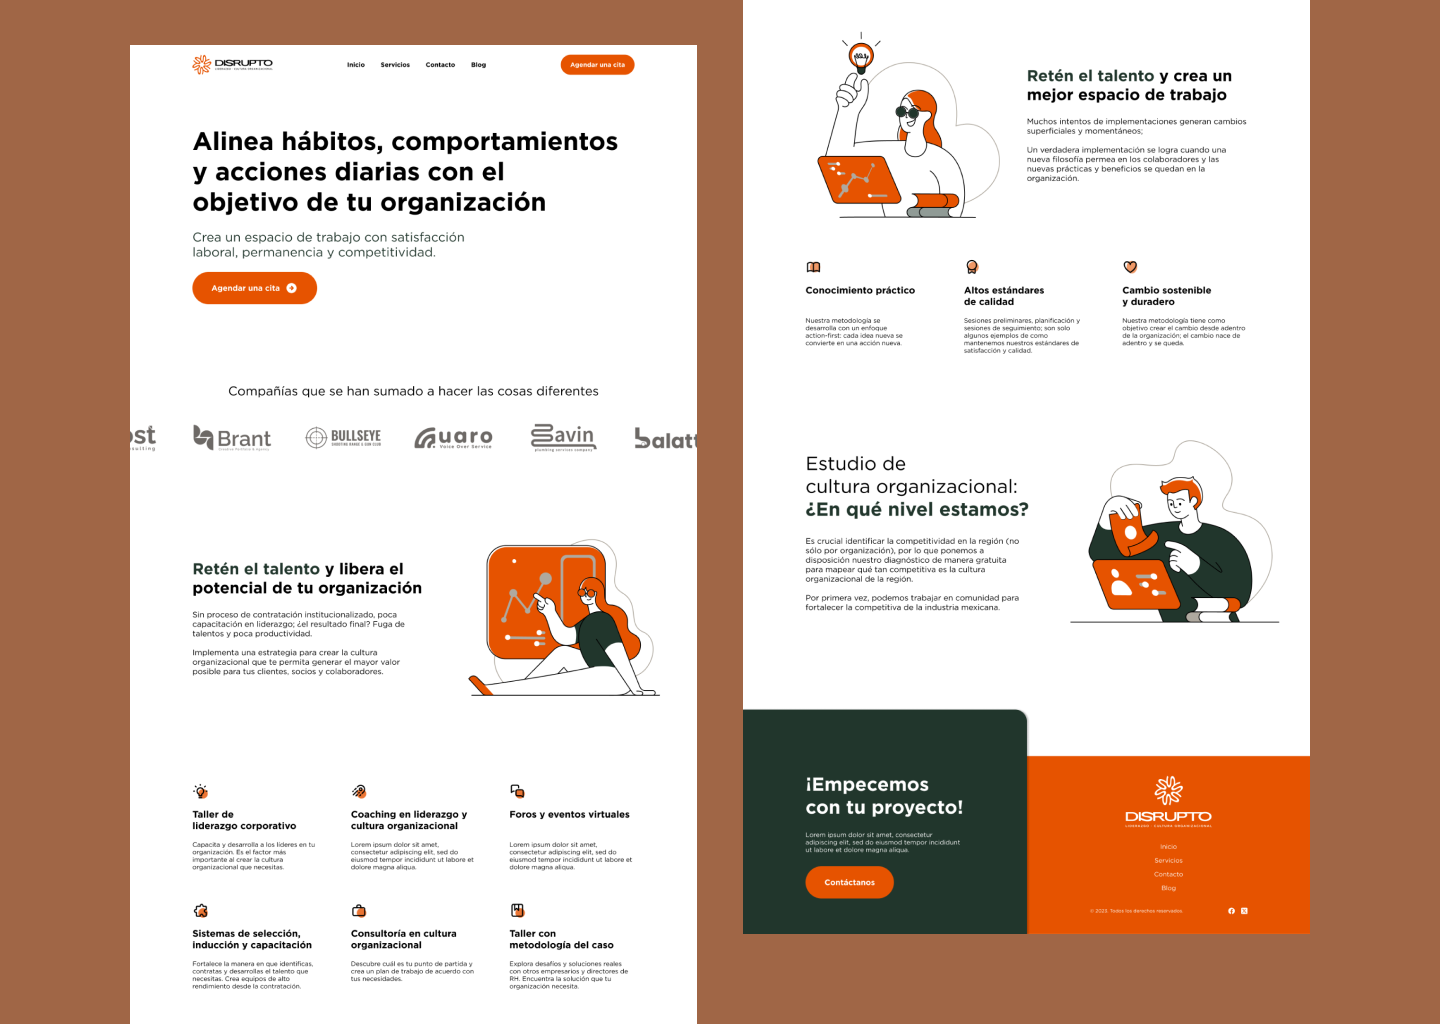 DISRUPTO
LIDERAZGO · CULTURA ORGANIZACIONAL
Inicio
Servicios
Contacto
Blog
Agendar una cita
Alinea hábitos, comportamientos
y acciones diarias con el
objetivo de tu organización
Crea un espacio de trabajo con satisfacción
laboral, permanencia y competitividad.
Agendar una cita
Compañías que se han sumado a hacer las cosas diferentes
Brant
BULLSEYE
SHOOTING RANGE & GUN CLUB
uaro
Voice Over Service
Bavin
plumbing services company
balatt
Retén el talento y libera el
potencial de tu organización
Sin proceso de contratación institucionalizado, poca
capacitación en liderazgo; ¿el resultado final? Fuga de
talentos y poca productividad.
Implementa una estrategia para crear la cultura
organizacional que te permita generar el mayor valor
posible para tus clientes, socios y colaboradores.
Taller de
liderazgo corporativo
Capacita y desarrolla a los líderes en tu
organización. Es el factor más
importante al crear la cultura
organizacional que necesitas.
Coaching en liderazgo y
cultura organizacional
Lorem ipsum dolor sit amet,
consectetur adipiscing elit, sed do
eiusmod tempor incididunt ut labore et
dolore magna aliqua.
Foros y eventos virtuales
Lorem ipsum dolor sit amet,
consectetur adipiscing elit, sed do
eiusmod tempor incididunt ut labore et
dolore magna aliqua.
Sistemas de selección,
inducción y capacitación
Fortalece la manera en que identificas,
contratas y desarrollas el talento que
necesitas. Crea equipos de alto
rendimiento desde la contratación.
Consultoría en cultura
organizacional
Descubre cuál es tu punto de partida y
crea un plan de trabajo de acuerdo con
tus necesidades.
Taller con
metodología del caso
Explora desafíos y soluciones reales
con otros empresarios y directores de
RH. Encuentra la solución que tu
organización necesita.
Retén el talento y crea un
mejor espacio de trabajo
Muchos intentos de implementaciones generan cambios
superficiales y momentáneos;
Un verdadera implementación se logra cuando una
nueva filosofía permea en los colaboradores y las
nuevas prácticas y beneficios se quedan en la
organización.
Conocimiento práctico
Nuestra metodología se
desarrolla con un enfoque
action-first: cada idea nueva se
convierte en una acción nueva.
Altos estándares
de calidad
Sesiones preliminares, planificación y
sesiones de seguimiento; son solo
algunos ejemplos de como
mantenemos nuestros estándares de
satisfacción y calidad.
Cambio sostenible
y duradero
Nuestra metodología tiene como
objetivo crear el cambio desde adentro
de la organización; el cambio nace de
adentro y se queda.
Estudio de
cultura organizacional:
¿En qué nivel estamos?
Es crucial identificar la competitividad en la región (no
sólo por organización), por lo que ponemos a
disposición nuestro diagnóstico de manera gratuita
para mapear qué tan competitiva es la cultura
organizacional de la región.
Por primera vez, podemos trabajar en comunidad para
fortalecer la competitiva de la industria mexicana.
¡Empecemos
con tu proyecto!
Lorem ipsum dolor sit amet, consectetur
adipiscing elit, sed do eiusmod tempor incididunt
ut labore et dolore magna aliqua.
Contáctanos
DISRUPTO
LIDERAZGO · CULTURA ORGANIZACIONAL
Inicio
Servicios
Contacto
Blog
© 2023. Todos los derechos reservados